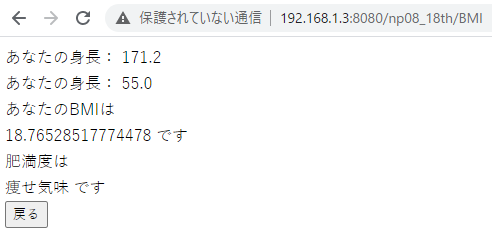 保護されていない通信 | 192.168.1.3:8080/np08_18th/BMI
あなたの身長： 171.2
あなたの身長： 55.0
あなたのBMIは
18.76528517774478 です
肥満度は
痩せ気味 です
戻る